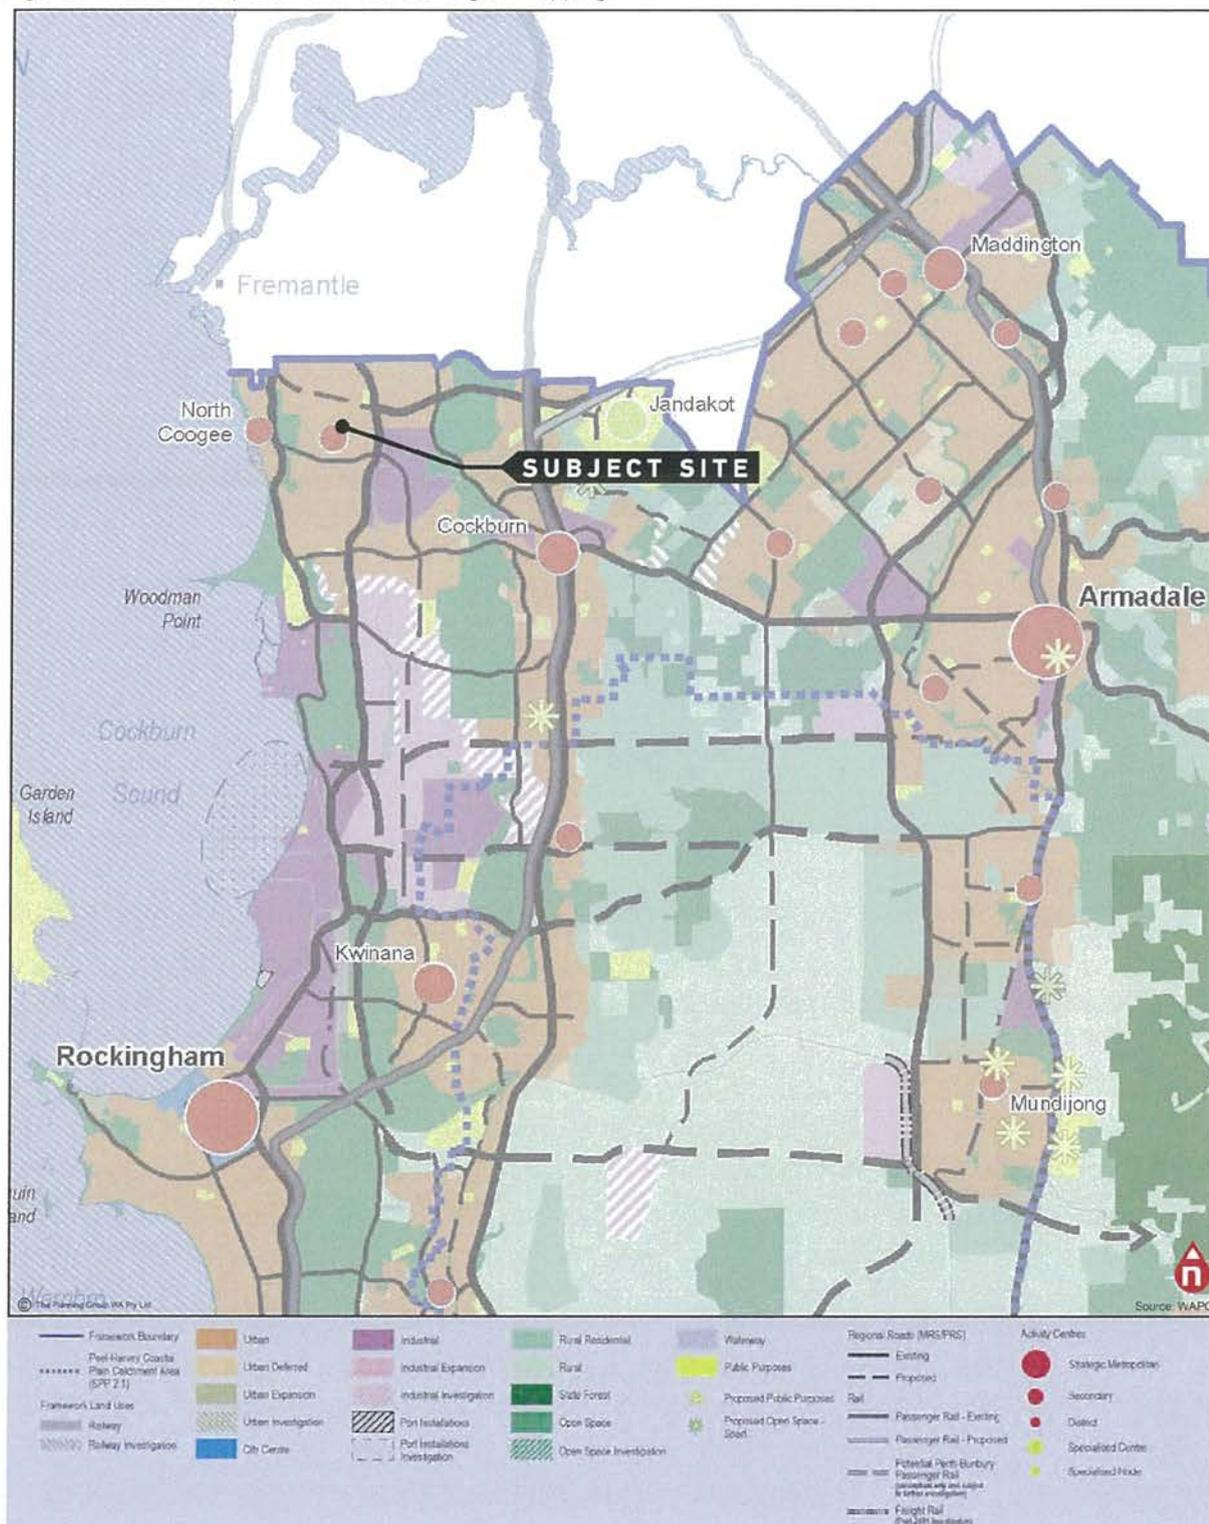 Fremantle
Maddington
North
Coogee
Jandakot
SUBJECT SITE
Cockburn
Woodman
Point
Armadale
Cockburn
Sound
Garden
Island
Kwinana
Rockingham
Mundijong
uin
and
n
© The Planning Group WA Pty Ltd
Source: WAPC
Framework Boundary
Peel-Harvey Coastal
Plain Catchment Area
(SPP 2.1)
Framework Land Uses
Railway
Railway Investigation
Urban
Urban Deferred
Urban Expansion
Urban Investigation
City Centre
Industrial
Industrial Expansion
Industrial Investigation
Port Installations
Port Installations
Investigation
Rural Residential
Rural
State Forest
Open Space
Open Space Investigation
Waterway
Public Purposes
Proposed Public Purposes
Proposed Open Space -
Sport
Regional Roads (MRS/PRS)
Existing
Proposed
Rail
Passenger Rail - Existing
Passenger Rail - Proposed
Potential Perth-Bunbury
Passenger Rail
Freight Rail
Activity Centres
Strategic Metropolitan
Secondary
District
Specialised Centre
Specialised Node